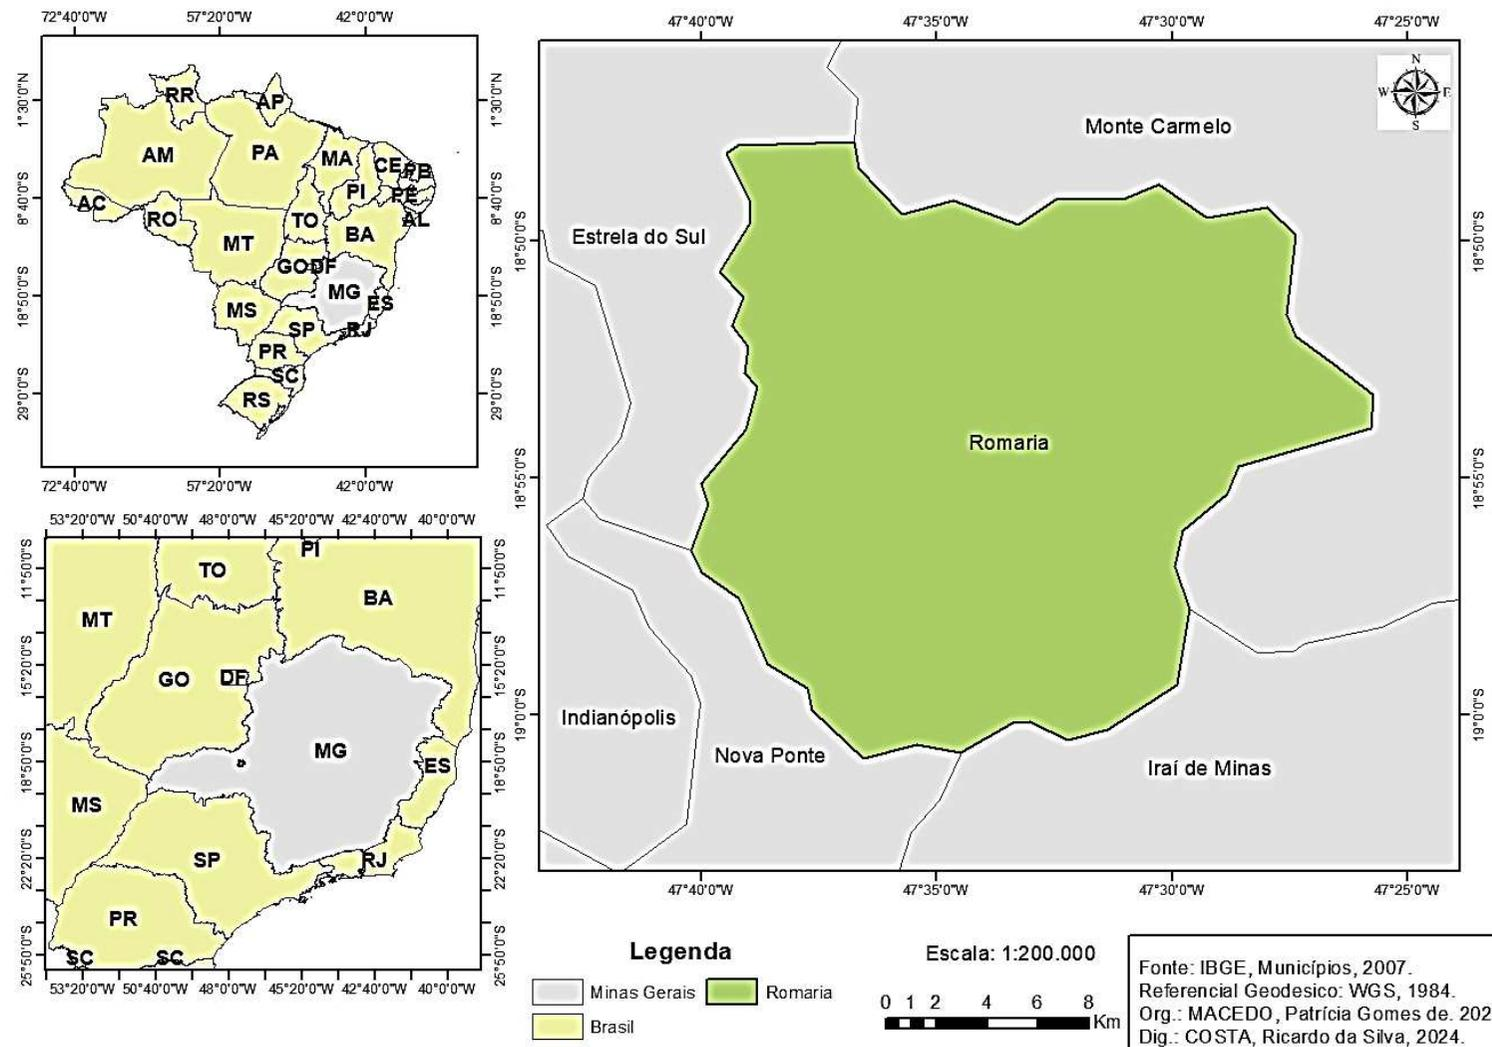 72°40'0"W 57°20'0"W 42°0'0"W
1°30'0"N
8°40'0"S
18°50'0"S
29°0'0"S
RR
AP
AM
PA
MA
CE
PB
PI
PE
AC
AL
RO
TO
BA
MT
GO
DF
MG
ES
MS
SP
RJ
PR
SC
RS
72°40'0"W 57°20'0"W 42°0'0"W
53°20'0"W 50°40'0"W 48°0'0"W 45°20'0"W 42°40'0"W 40°0'0"W
11°50'0"S
15°20'0"S
18°50'0"S
22°20'0"S
25°50'0"S
11°50'0"S
15°20'0"S
18°50'0"S
22°20'0"S
25°50'0"S
PI
TO
BA
MT
GO
DF
MG
ES
MS
SP
RJ
PR
SC
SC
53°20'0"W 50°40'0"W 48°0'0"W 45°20'0"W 42°40'0"W 40°0'0"W
1°30'0"N
8°40'0"S
18°50'0"S
29°0'0"S
47°40'0"W 47°35'0"W 47°30'0"W 47°25'0"W
18°50'0"S
18°55'0"S
19°0'0"S
N
W E
S
Monte Carmelo
Estrela do Sul
Romaria
Indianópolis
Nova Ponte
Iraí de Minas
18°50'0"S
18°55'0"S
19°0'0"S
47°40'0"W 47°35'0"W 47°30'0"W 47°25'0"W
Legenda
Minas Gerais
Romaria
Brasil
Escala: 1:200.000
0 1 2 4 6 8
Km
Fonte: IBGE, Municípios, 2007.
Referencial Geodesico: WGS, 1984.
Org.: MACEDO, Patrícia Gomes de. 202
Dig.: COSTA, Ricardo da Silva, 2024.